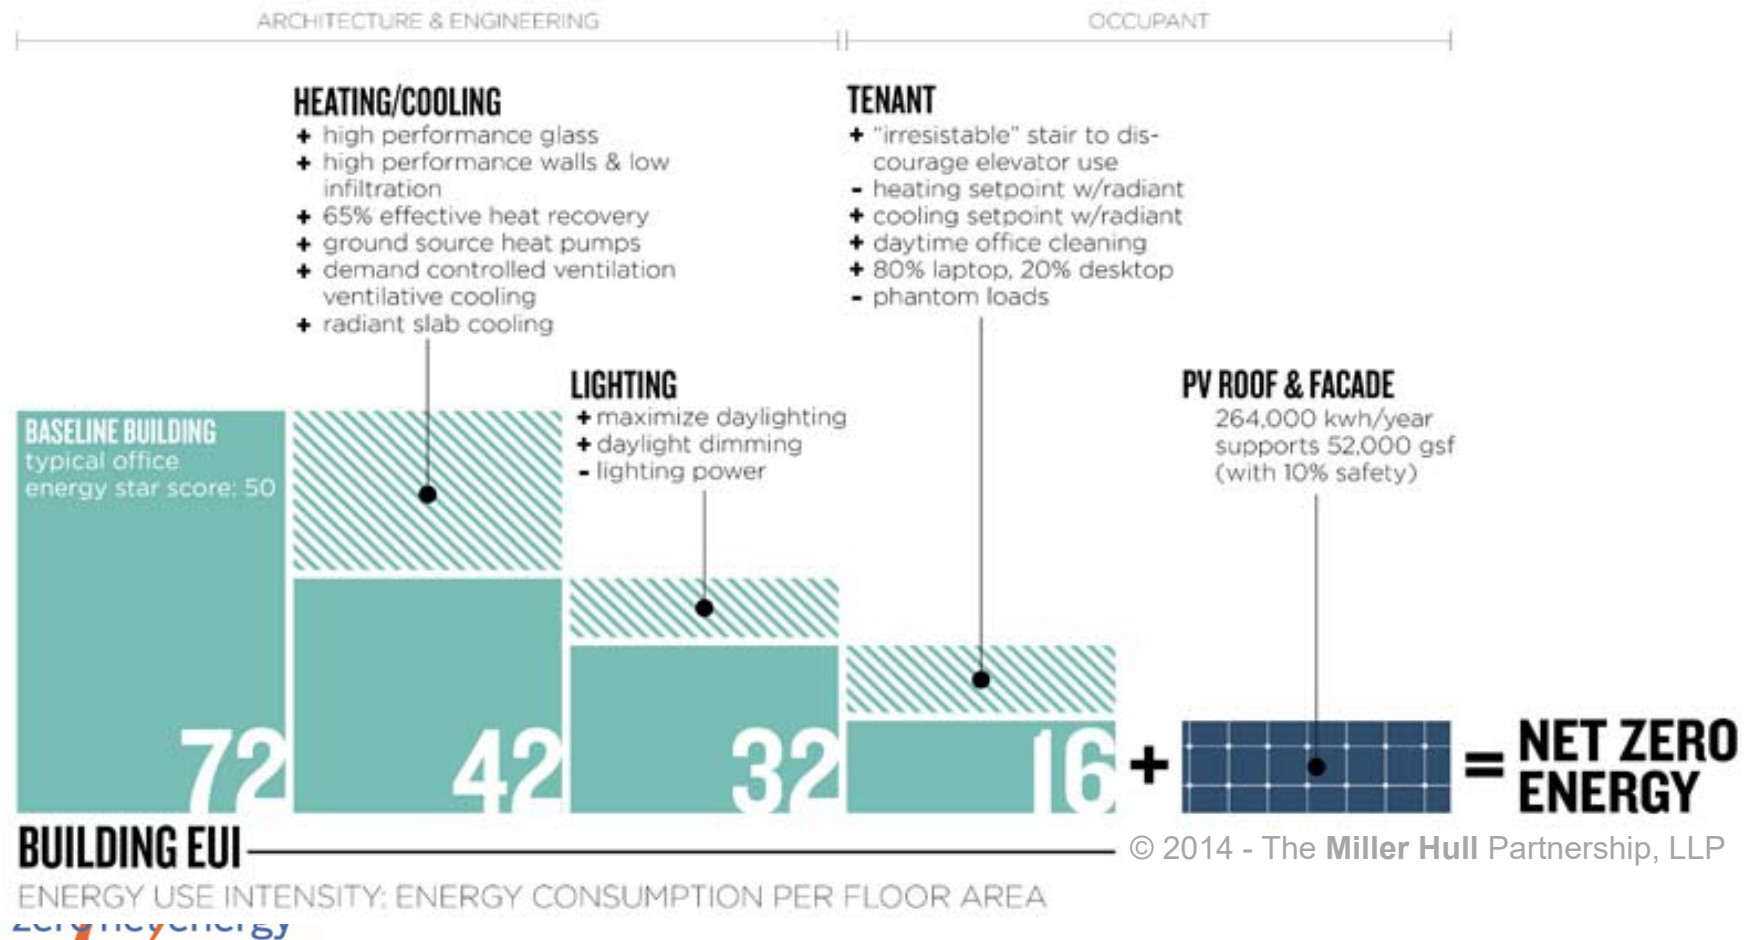 ARCHITECTURE & ENGINEERING
OCCUPANT
HEATING/COOLING
+ high performance glass
+ high performance walls & low
infiltration
+ 65% effective heat recovery
+ ground source heat pumps
+ demand controlled ventilation
ventilative cooling
+ radiant slab cooling
TENANT
+ “irresistable” stair to dis-
courage elevator use
- heating setpoint w/radiant
+ cooling setpoint w/radiant
+ daytime office cleaning
+ 80% laptop, 20% desktop
- phantom loads
LIGHTING
+ maximize daylighting
+ daylight dimming
- lighting power
PV ROOF & FACADE
264,000 kwh/year
supports 52,000 gsf
(with 10% safety)
BASELINE BUILDING
typical office
energy star score: 50
72
42
32
16
+
=
NET ZERO
ENERGY
BUILDING EUI
© 2014 - The Miller Hull Partnership, LLP
ENERGY USE INTENSITY: ENERGY CONSUMPTION PER FLOOR AREA